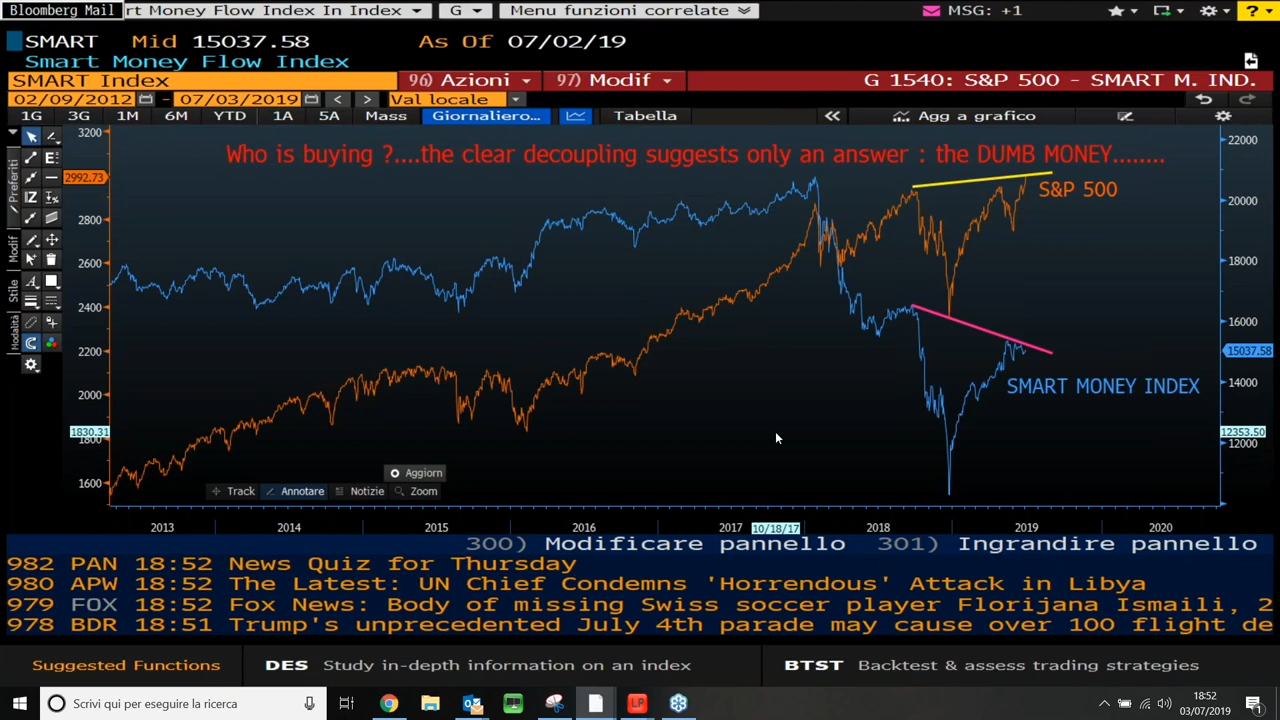 Bloomberg Mail rt Money Flow Index In Index G Menu funzioni correlate MSG: +1 ?
SMART Mid 15037.58 As Of 07/02/19
Smart Money Flow Index
SMART Index 96) Azioni 97) Modif G 1540: S&P 500 - SMART M. IND.
02/09/2012 - 07/03/2019 < > Val locale
1G 3G 1M 6M YTD 1A 5A Mass Giornaliero... Tabella Agg a grafico
Who is buying ?....the clear decoupling suggests only an answer : the DUMB MONEY........
Preferiti
Modif
Stile
Modalità
3200
2992.73
2800
2600
2400
2200
2000
1830.31
1800
1600
S&P 500
SMART MONEY INDEX
22000
20000
18000
16000
15037.58
14000
12353.50
12000
10000
Aggiorn
Track Annotare Notizie Zoom
2013 2014 2015 2016 2017 10/18/17 2018 2019 2020
300) Modificare pannello 301) Ingrandire pannello
982 PAN 18:52 News Quiz for Thursday
980 APW 18:52 The Latest: UN Chief Condemns 'Horrendous' Attack in Libya
979 FOX 18:52 Fox News: Body of missing Swiss soccer player Florijana Ismaili, 2
978 BDR 18:51 Trump's unprecedented July 4th parade may cause over 100 flight de
Suggested Functions DES Study in-depth information on an index BTST Backtest & assess trading strategies
Scrivi qui per eseguire la ricerca LP 18:52
03/07/2019 1